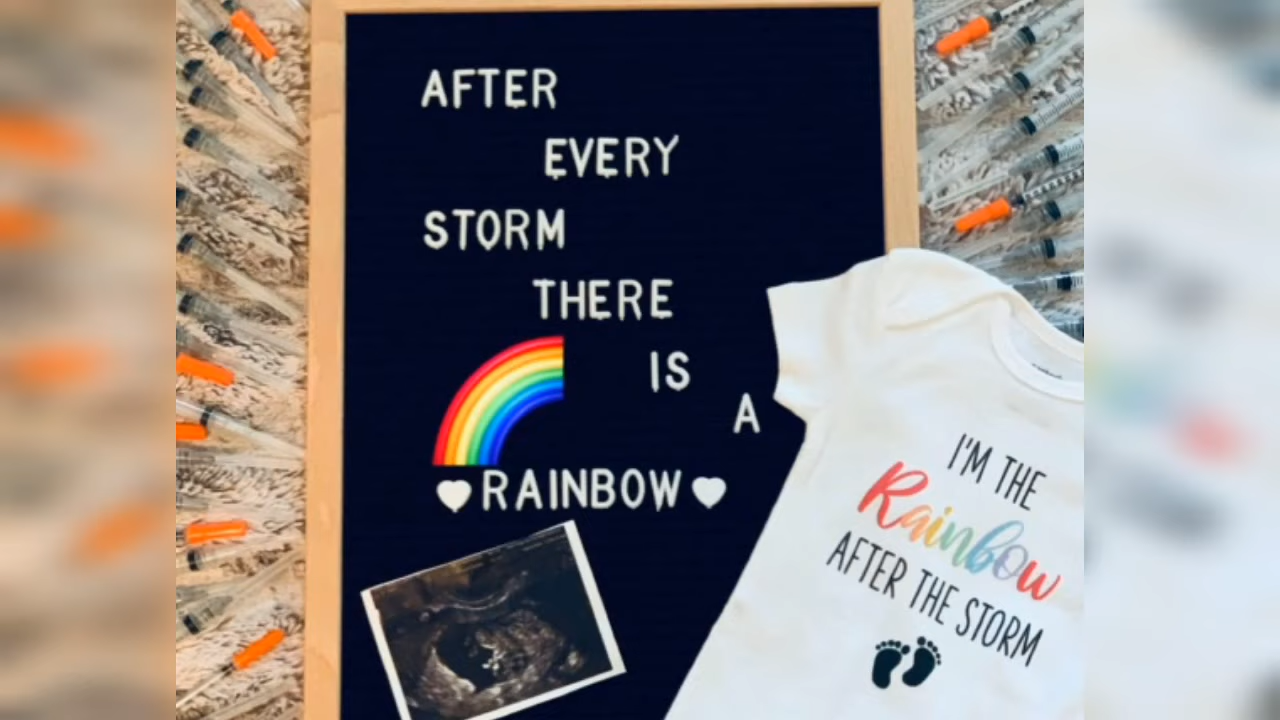 AFTER
EVERY
STORM
THERE
IS
A
RAINBOW
I'M THE
Rainbow
AFTER THE STORM